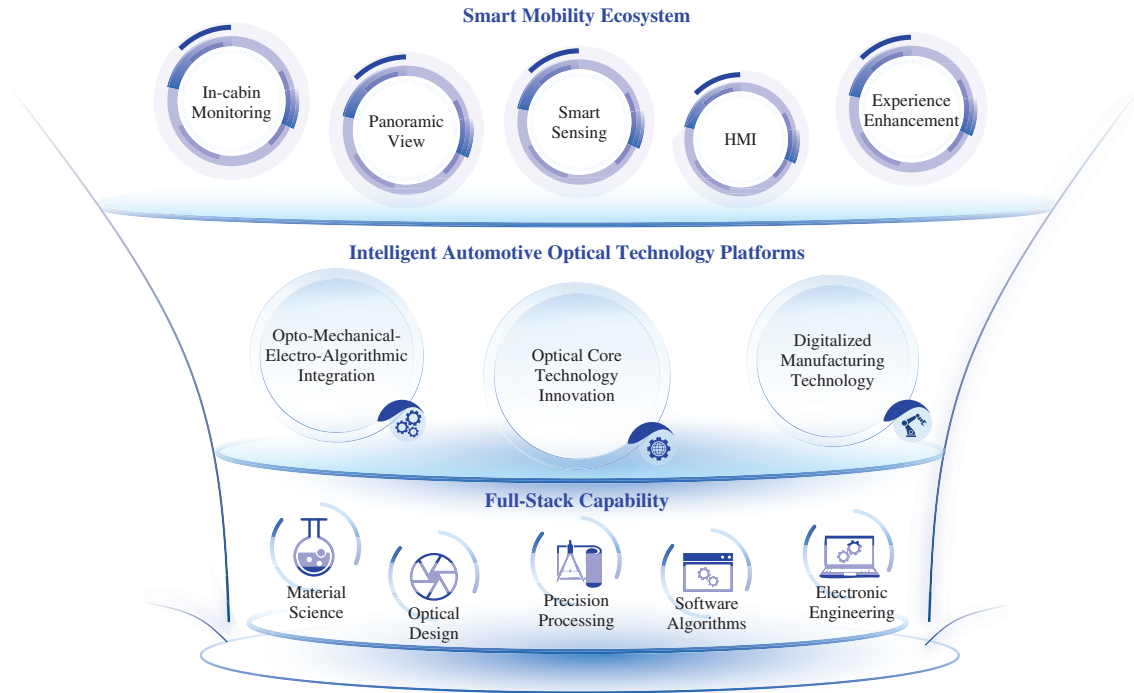 Smart Mobility Ecosystem
In-cabin
Monitoring
Panoramic
View
Smart
Sensing
HMI
Experience
Enhancement
Intelligent Automotive Optical Technology Platforms
Opto-Mechanical-
Electro-Algorithmic
Integration
Optical Core
Technology
Innovation
Digitalized
Manufacturing
Technology
Full-Stack Capability
Material
Science
Optical
Design
Precision
Processing
Software
Algorithms
Electronic
Engineering